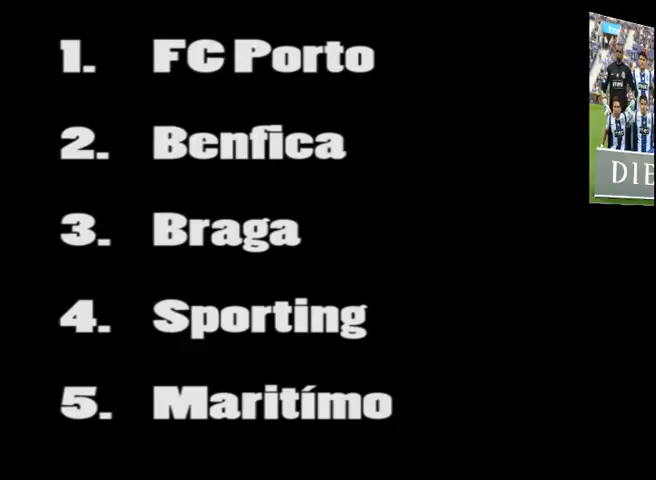 1. FC Porto
2. Benfica
3. Braga
4. Sporting
5. Maritímo
DIE